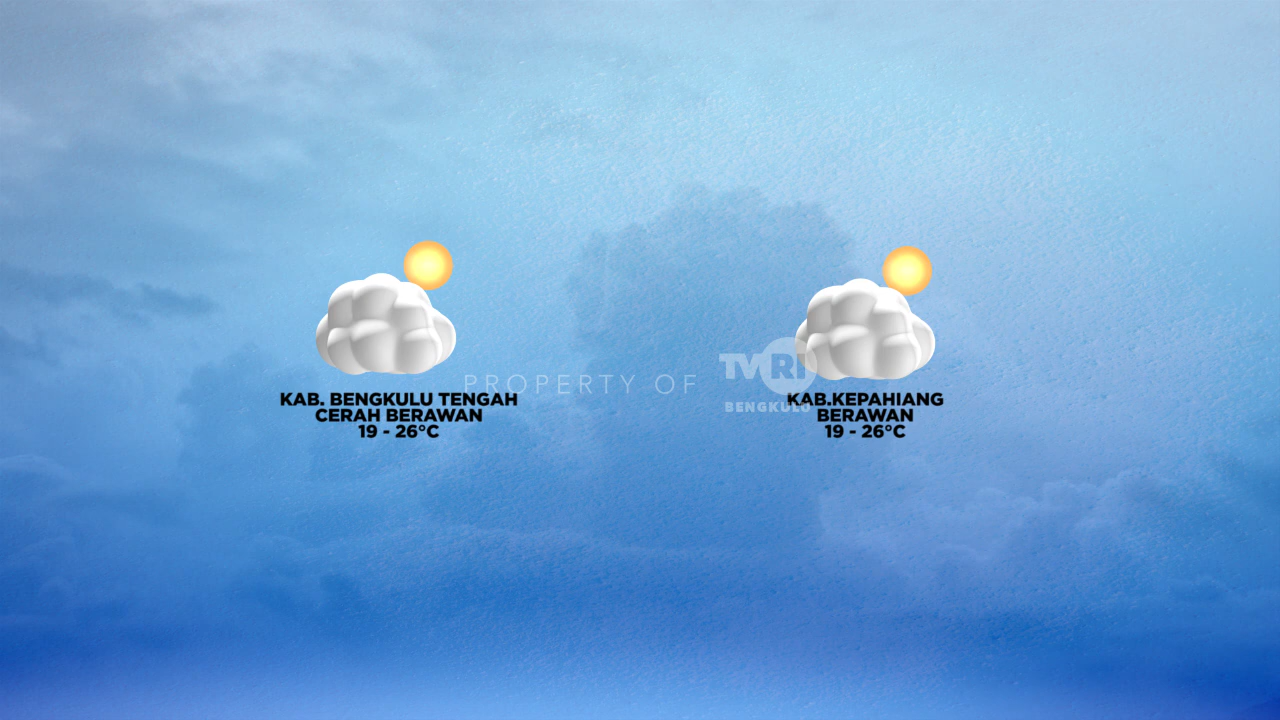 KAB. BENGKULU TENGAH
CERAH BERAWAN
19 - 26°C
PROPERTY OF
TVRI
BENGKULU
KAB.KEPAHIANG
BERAWAN
19 - 26°C